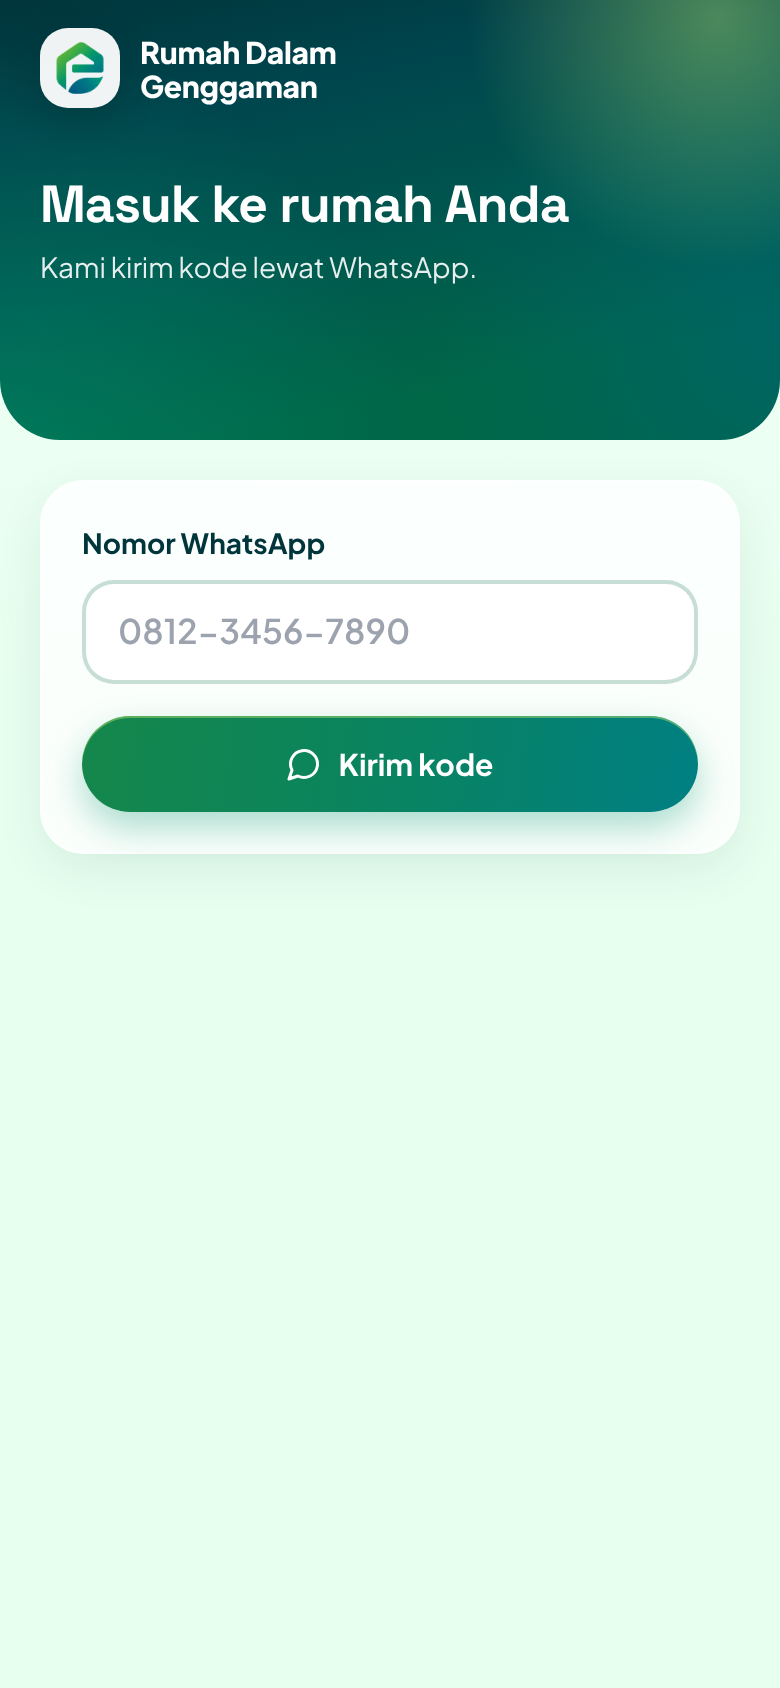 Rumah Dalam
Genggaman
Masuk ke rumah Anda
Kami kirim kode lewat WhatsApp.
Nomor WhatsApp
0812-3456-7890
Kirim kode